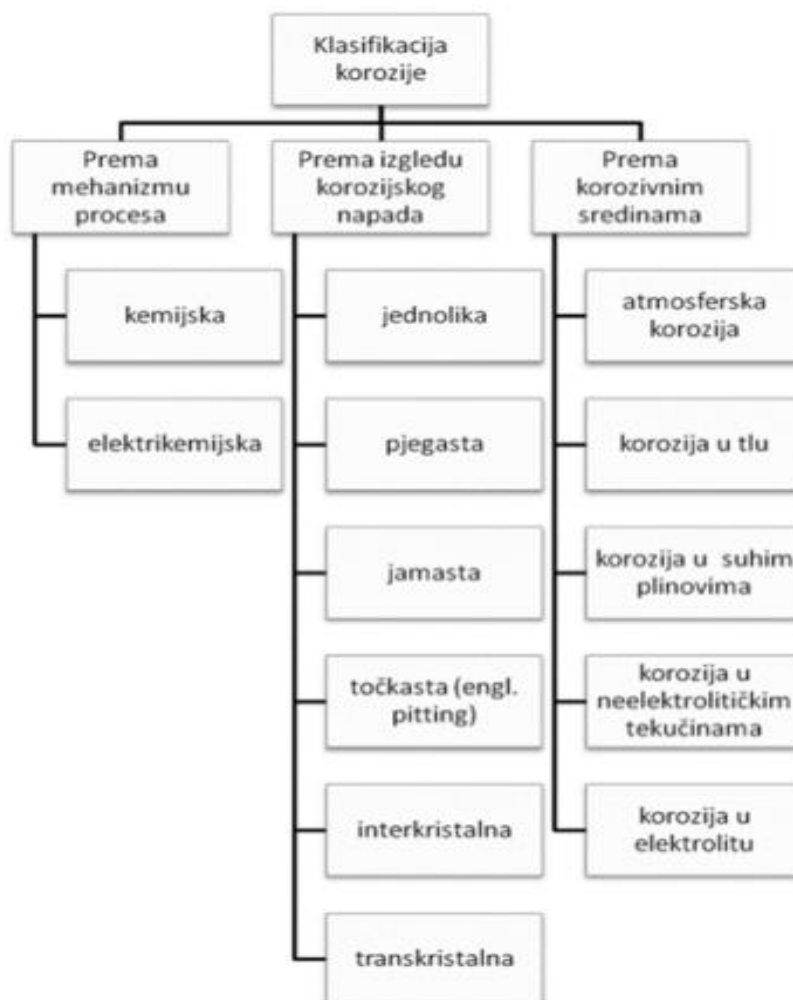 Klasifikacija
korozije
Prema
mehanizmu
procesa
kemijska
elektrikemijska
Prema izgledu
korozijskog
napada
jednolika
pjegasta
jamasta
točkasta (engl.
pitting)
interkristalna
transkristalna
Prema
korozivnim
sredinama
atmosferska
korozija
korozija u tlu
korozija u suhim
plinovima
korozija u
neelektrolitičkim
tekučinama
korozija u
elektrolitu